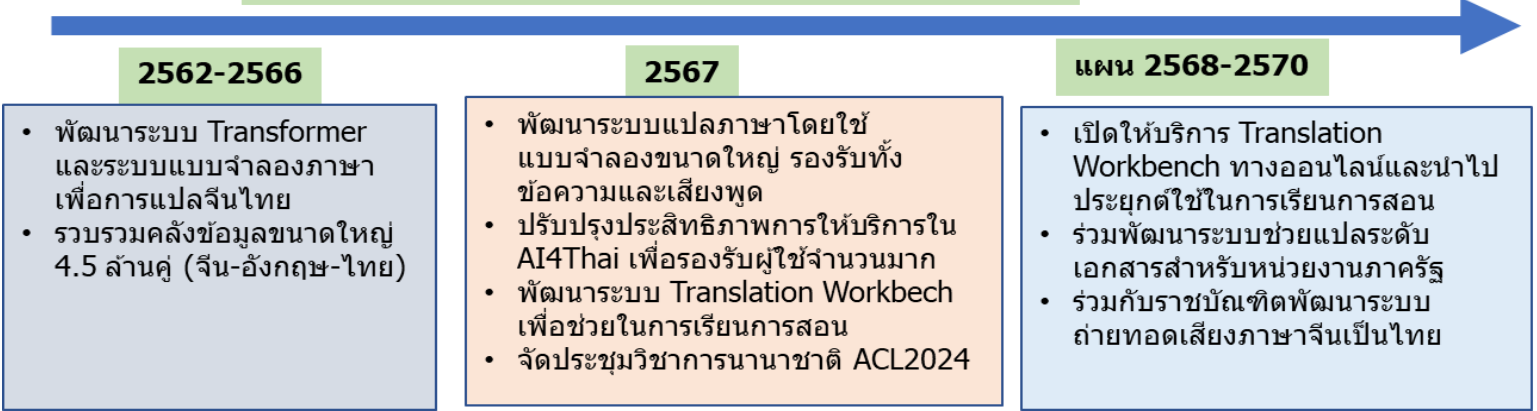 2562-2566
• พัฒนาระบบ Transformer
และระบบแบบจำลองภาษา
เพื่อการแปลจีนไทย
• รวบรวมคลังข้อมูลขนาดใหญ่
4.5 ล้านคู่ (จีน-อังกฤษ-ไทย)
2567
• พัฒนาระบบแปลภาษาโดยใช้
แบบจำลองขนาดใหญ่ รองรับทั้ง
ข้อความและเสียงพูด
• ปรับปรุงประสิทธิภาพการให้บริการใน
AI4Thai เพื่อรองรับผู้ใช้จำนวนมาก
• พัฒนาระบบ Translation Workbech
เพื่อช่วยในการเรียนการสอน
• จัดประชุมวิชาการนานาชาติ ACL2024
แผน 2568-2570
• เปิดให้บริการ Translation
Workbench ทางออนไลน์และนำไป
ประยุกต์ใช้ในการเรียนการสอน
• ร่วมพัฒนาระบบช่วยแปลระดับ
เอกสารสำหรับหน่วยงานภาครัฐ
• ร่วมกับราชบัณฑิตพัฒนาระบบ
ถ่ายทอดเสียงภาษาจีนเป็นไทย